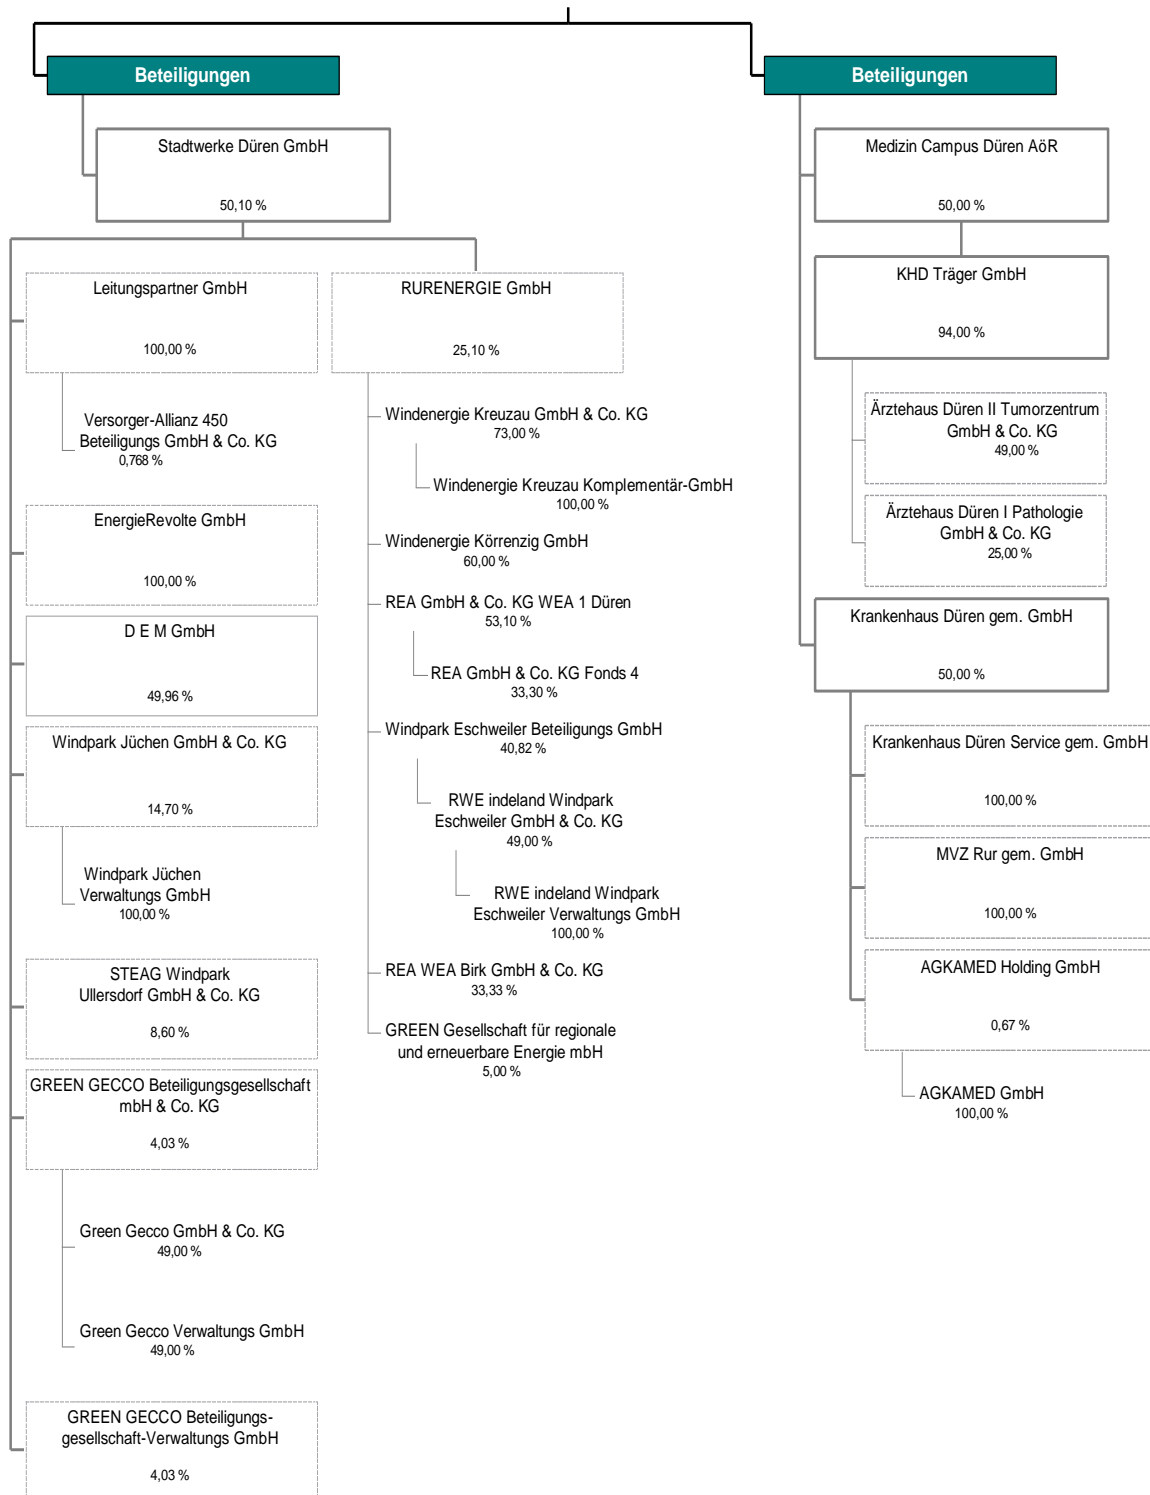 Beteiligungen
Stadtwerke Düren GmbH
50,10 %
Leitungspartner GmbH
100,00 %
Versorger-Allianz 450
Beteiligungs GmbH & Co. KG
0,768 %
EnergieRevolte GmbH
100,00 %
D E M GmbH
49,96 %
Windpark Jüchen GmbH & Co. KG
14,70 %
Windpark Jüchen
Verwaltungs GmbH
100,00 %
STEAG Windpark
Ullersdorf GmbH & Co. KG
8,60 %
GREEN GECCO Beteiligungsgesellschaft
mbH & Co. KG
4,03 %
Green Gecco GmbH & Co. KG
49,00 %
Green Gecco Verwaltungs GmbH
49,00 %
GREEN GECCO Beteiligungs-
gesellschaft-Verwaltungs GmbH
4,03 %
RURENERGIE GmbH
25,10 %
Windenergie Kreuzau GmbH & Co. KG
73,00 %
Windenergie Kreuzau Komplementär-GmbH
100,00 %
Windenergie Körrenzig GmbH
60,00 %
REA GmbH & Co. KG WEA 1 Düren
53,10 %
REA GmbH & Co. KG Fonds 4
33,30 %
Windpark Eschweiler Beteiligungs GmbH
40,82 %
RWE indeland Windpark
Eschweiler GmbH & Co. KG
49,00 %
RWE indeland Windpark
Eschweiler Verwaltungs GmbH
100,00 %
REA WEA Birk GmbH & Co. KG
33,33 %
GREEN Gesellschaft für regionale
und erneuerbare Energie mbH
5,00 %
Beteiligungen
Medizin Campus Düren AöR
50,00 %
KHD Träger GmbH
94,00 %
Ärztehaus Düren II Tumorzentrum
GmbH & Co. KG
49,00 %
Ärztehaus Düren I Pathologie
GmbH & Co. KG
25,00 %
Krankenhaus Düren gem. GmbH
50,00 %
Krankenhaus Düren Service gem. GmbH
100,00 %
MVZ Rur gem. GmbH
100,00 %
AGKAMED Holding GmbH
0,67 %
AGKAMED GmbH
100,00 %